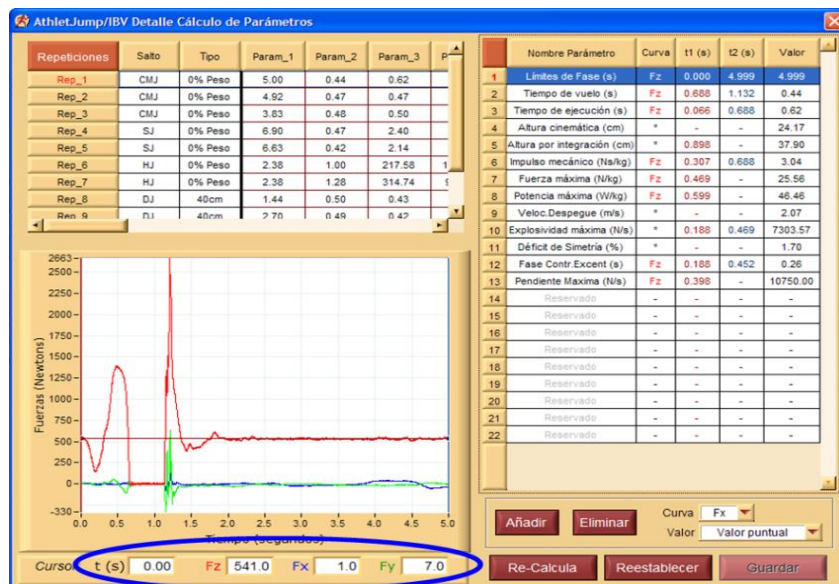 AthletJump/IBV Detalle Cálculo de Parámetros
Repeticiones Salto Tipo Param_1 Param_2 Param_3 P
Rep_1 CMJ 0% Peso 5.00 0.44 0.62
Rep_2 CMJ 0% Peso 4.92 0.47 0.47
Rep_3 CMJ 0% Peso 3.83 0.48 0.50
Rep_4 SJ 0% Peso 6.90 0.47 2.40
Rep_5 SJ 0% Peso 6.63 0.42 2.14
Rep_6 HJ 0% Peso 2.38 1.00 217.58 1
Rep_7 HJ 0% Peso 2.38 1.28 314.74 9
Rep_8 DJ 40cm 1.44 0.50 0.43
Rep_9 DJ 40cm 2.70 0.49 0.42
Nombre Parámetro Curva t1 (s) t2 (s) Valor
1 Límites de Fase (s) Fz 0.000 4.999 4.999
2 Tiempo de vuelo (s) Fz 0.688 1.132 0.44
3 Tiempo de ejecución (s) Fz 0.066 0.688 0.62
4 Altura cinemática (cm) * - - 24.17
5 Altura por integración (cm) * 0.898 - 37.90
6 Impulso mecánico (Ns/kg) Fz 0.307 0.688 3.04
7 Fuerza máxima (N/kg) Fz 0.469 - 25.56
8 Potencia máxima (W/kg) Fz 0.599 - 46.46
9 Veloc.Despegue (m/s) * - - 2.07
10 Explosividad máxima (N/s) * 0.188 0.469 7303.57
11 Déficit de Simetría (%) * - - 1.70
12 Fase Contr.Excent (s) Fz 0.188 0.452 0.26
13 Pendiente Maxima (N/s) Fz 0.398 - 10750.00
14 Reservado - - - -
15 Reservado - - - -
16 Reservado - - - -
17 Reservado - - - -
18 Reservado - - - -
19 Reservado - - - -
20 Reservado - - - -
21 Reservado - - - -
22 Reservado - - - -
Fuerzas (Newtons)
2663
2500
2250
2000
1750
1500
1250
1000
750
500
250
0
-330
0.0 0.5 1.0 1.5 2.0 2.5 3.0 3.5 4.0 4.5 5.0
Tiempo (segundos)
Cursor t (s) 0.00 Fz 541.0 Fx 1.0 Fy 7.0
Añadir Eliminar Curva Fx
Valor Valor puntual
Re-Calcula Reestablecer Guardar